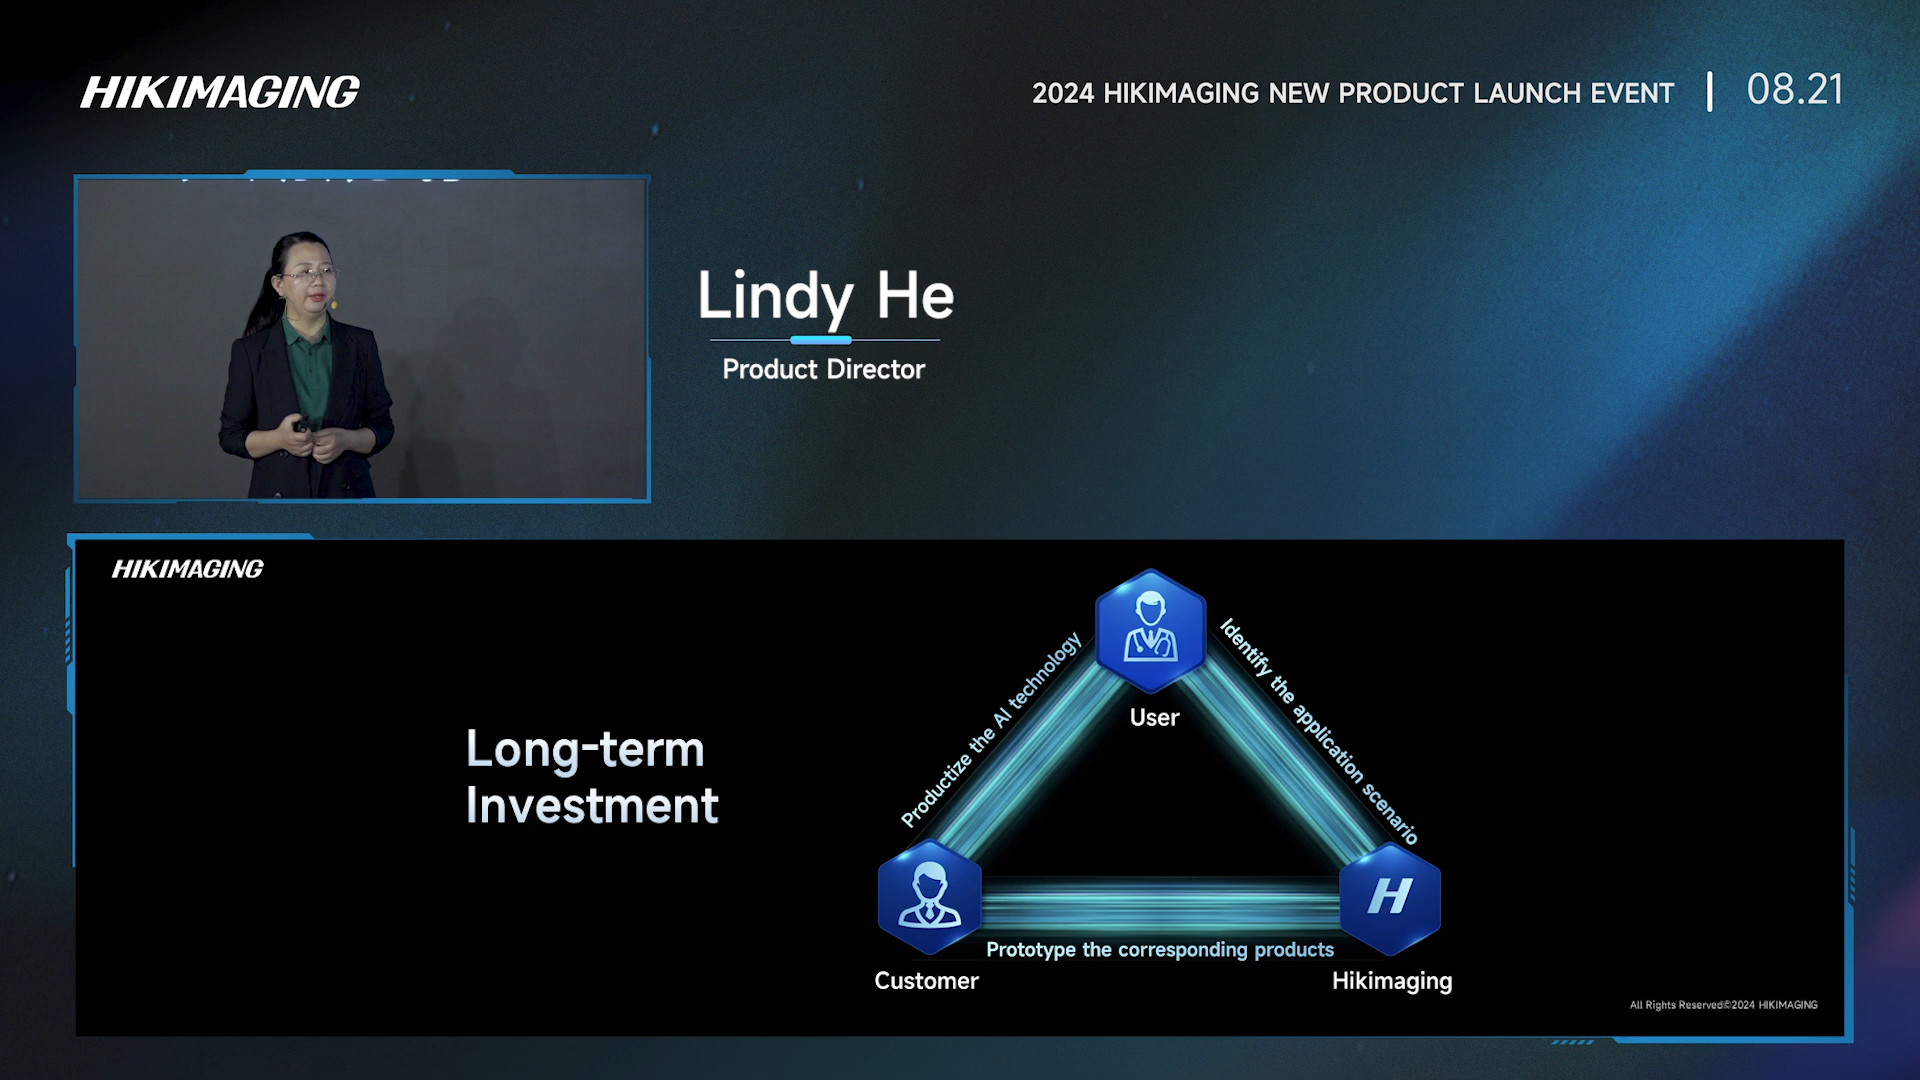 HIKIMAGING
2024 HIKIMAGING NEW PRODUCT LAUNCH EVENT | 08.21
Lindy He
Product Director
HIKIMAGING
Long-term
Investment
Productize the AI technology
Identify the application scenario
User
Prototype the corresponding products
Customer
Hikimaging
H
All Rights Reserved©2024 HIKIMAGING